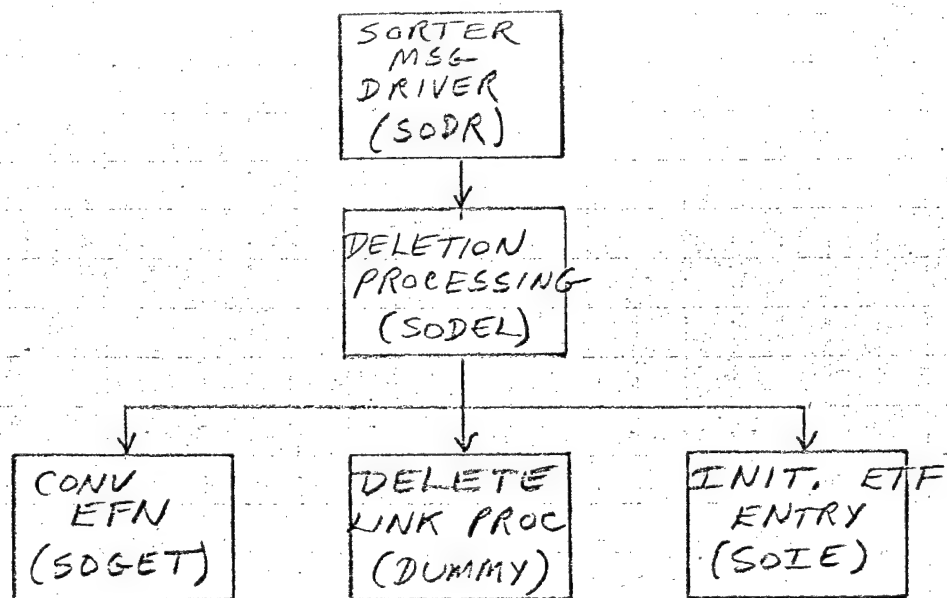 SORTER
MSG
DRIVER
(SODR)
DELETION
PROCESSING
(SODEL)
CONV
EFN
(SOGET)
DELETE
LINK PROC
(DUMMY)
INIT. ETF
ENTRY
(SOIE)